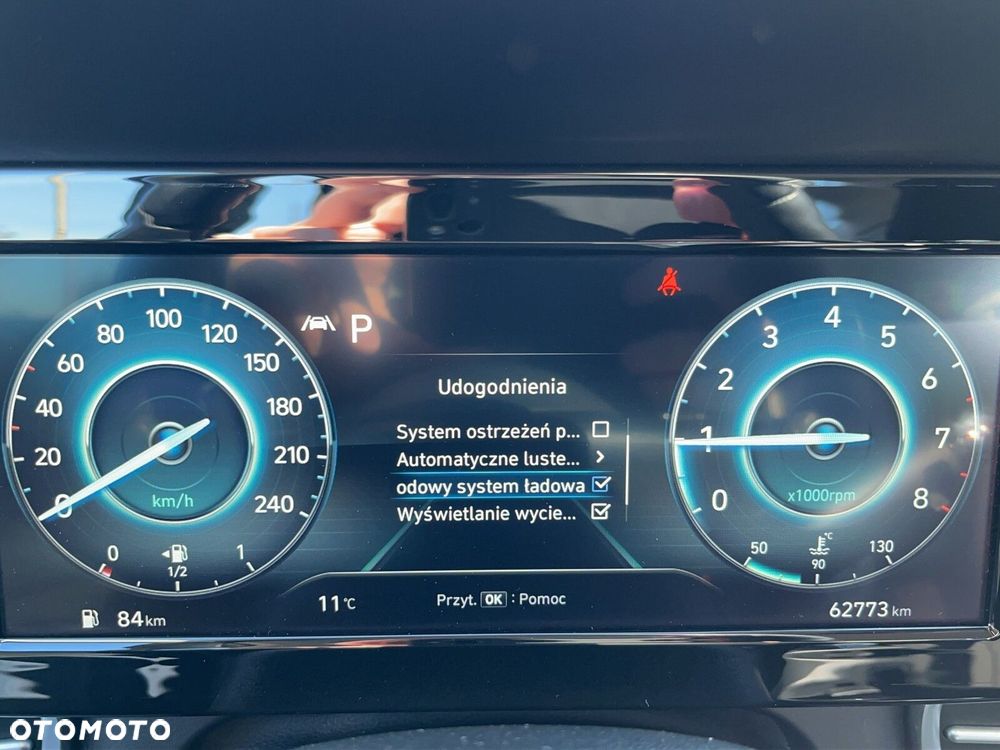 100
80
120
60
150
40
180
20
210
0
240
km/h
0
1/2
1
84 km
P
Udogodnienia
System ostrzeżeń p...
Automatyczne luste... >
odowy system ładowa
Wyświetlanie wycie...
11°C
Przyt. OK : Pomoc
4
3
5
2
6
1
7
0
8
x1000rpm
50
°C
130
90
62773 km
OTOMOTO